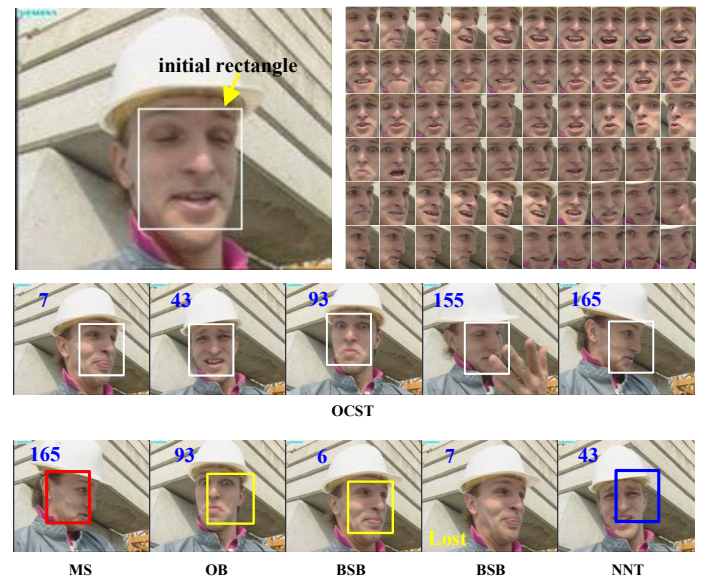 initial rectangle
7 43 93 155 165
OCST
165 93 6 7 43
Lost
MS OB BSB BSB NNT